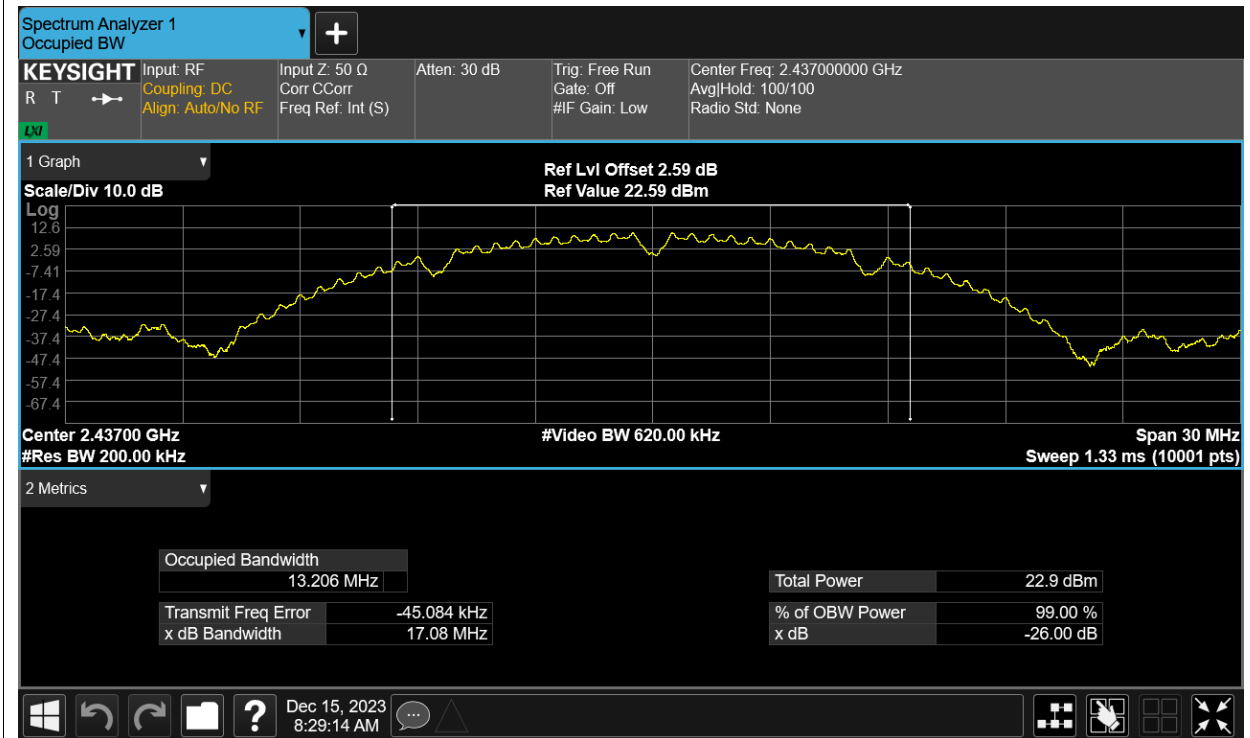 Spectrum Analyzer 1
Occupied BW
KEYSIGHT
R T
LXI
Input: RF
Coupling: DC
Align: Auto/No RF
Input Z: 50 Ω
Corr CCorr
Freq Ref: Int (S)
Atten: 30 dB
Trig: Free Run
Gate: Off
#IF Gain: Low
Center Freq: 2.437000000 GHz
Avg|Hold: 100/100
Radio Std: None
1 Graph
Scale/Div 10.0 dB
Ref Lvl Offset 2.59 dB
Ref Value 22.59 dBm
Log
12.6
2.59
-7.41
-17.4
-27.4
-37.4
-47.4
-57.4
-67.4
Center 2.43700 GHz
#Video BW 620.00 kHz
Span 30 MHz
#Res BW 200.00 kHz
Sweep 1.33 ms (10001 pts)
2 Metrics
Occupied Bandwidth
13.206 MHz
Total Power 22.9 dBm
Transmit Freq Error -45.084 kHz
% of OBW Power 99.00 %
x dB Bandwidth 17.08 MHz
x dB -26.00 dB
?
Dec 15, 2023
8:29:14 AM